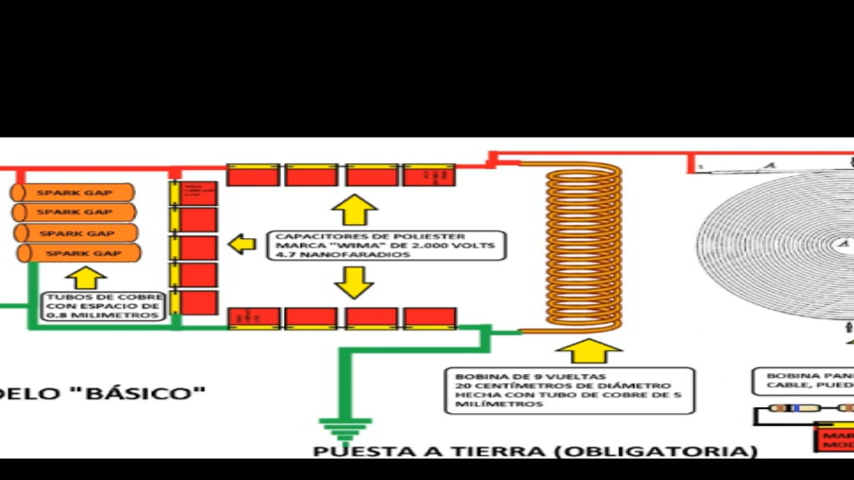 SPARK GAP
SPARK GAP
SPARK GAP
SPARK GAP
TUBOS DE COBRE
CON ESPACIO DE
0.8 MILIMETROS
CAPACITORES DE POLIESTER
MARCA "WIMA" DE 2.000 VOLTS
4.7 NANOFARADIOS
BOBINA DE 9 VUELTAS
20 CENTÍMETROS DE DIÁMETRO
HECHA CON TUBO DE COBRE DE 5
MILÍMETROS
BOBINA PAN
CABLE, PUED
DELO "BÁSICO"
PUESTA A TIERRA (OBLIGATORIA)
MAR
MOD
A
A